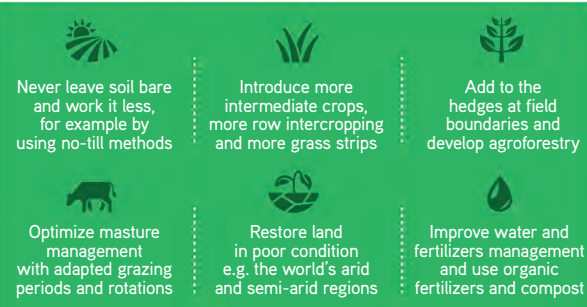 Never leave soil bare
and work it less,
for example by
using no-till methods
Introduce more
intermediate crops,
more row intercropping
and more grass strips
Add to the
hedges at field
boundaries and
develop agroforestry
Optimize masture
management
with adapted grazing
periods and rotations
Restore land
in poor condition
e.g. the world's arid
and semi-arid regions
Improve water and
fertilizers management
and use organic
fertilizers and compost